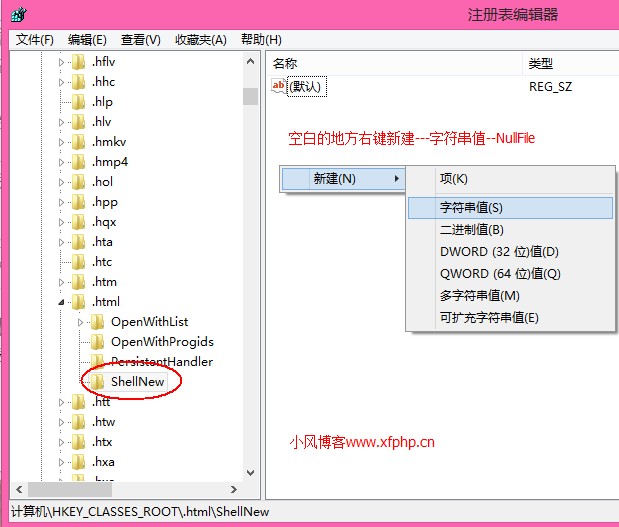 注册表编辑器
文件(F) 编辑(E) 查看(V) 收藏夹(A) 帮助(H)
.hflv
.hhc
.hlp
.hlv
.hmkv
.hmp4
.hol
.hpp
.hqx
.hta
.htc
.htm
.html
OpenWithList
OpenWithProgids
PersistentHandler
ShellNew
.htt
.htw
.htx
.hxa
名称 类型
ab (默认) REG_SZ
空白的地方右键新建---字符串值--NullFile
新建(N)
项(K)
字符串值(S)
二进制值(B)
DWORD (32 位)值(D)
QWORD (64 位)值(Q)
多字符串值(M)
可扩充字符串值(E)
小风博客www.xfphp.cn
计算机\HKEY_CLASSES_ROOT\.html\ShellNew